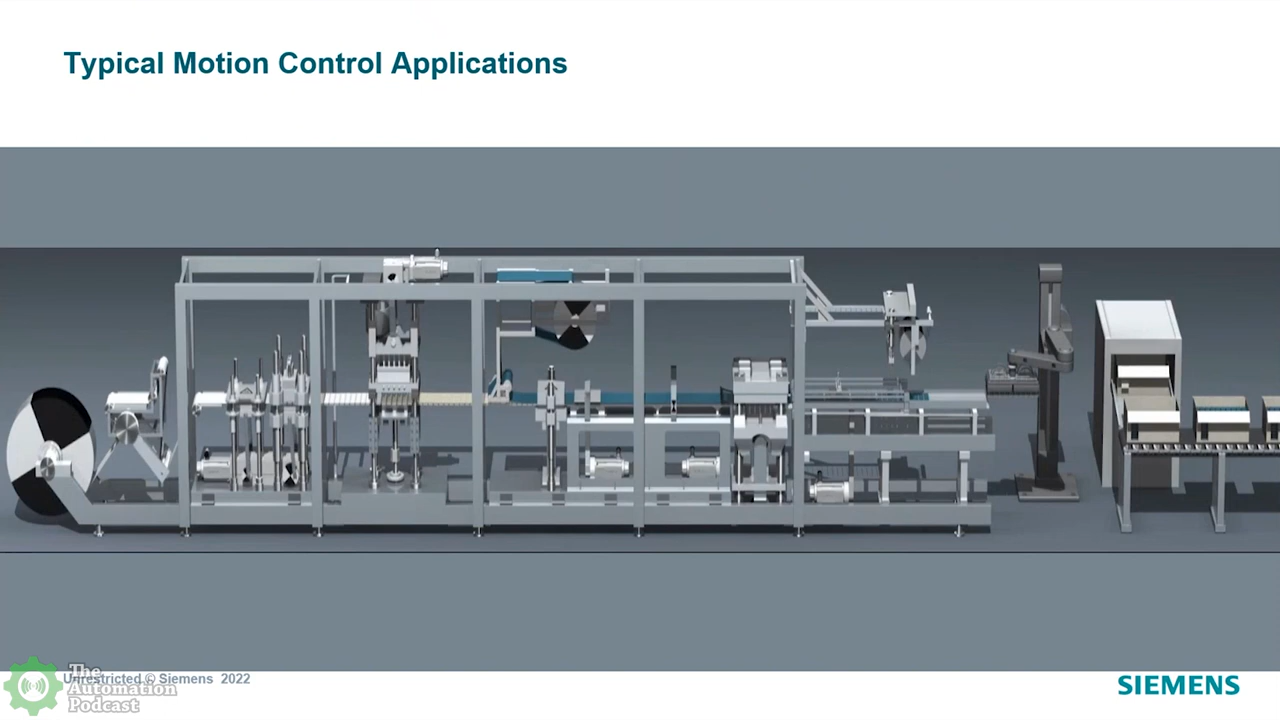 Typical Motion Control Applications
Unrestricted © Siemens 2022
The
Automation
Podcast
SIEMENS